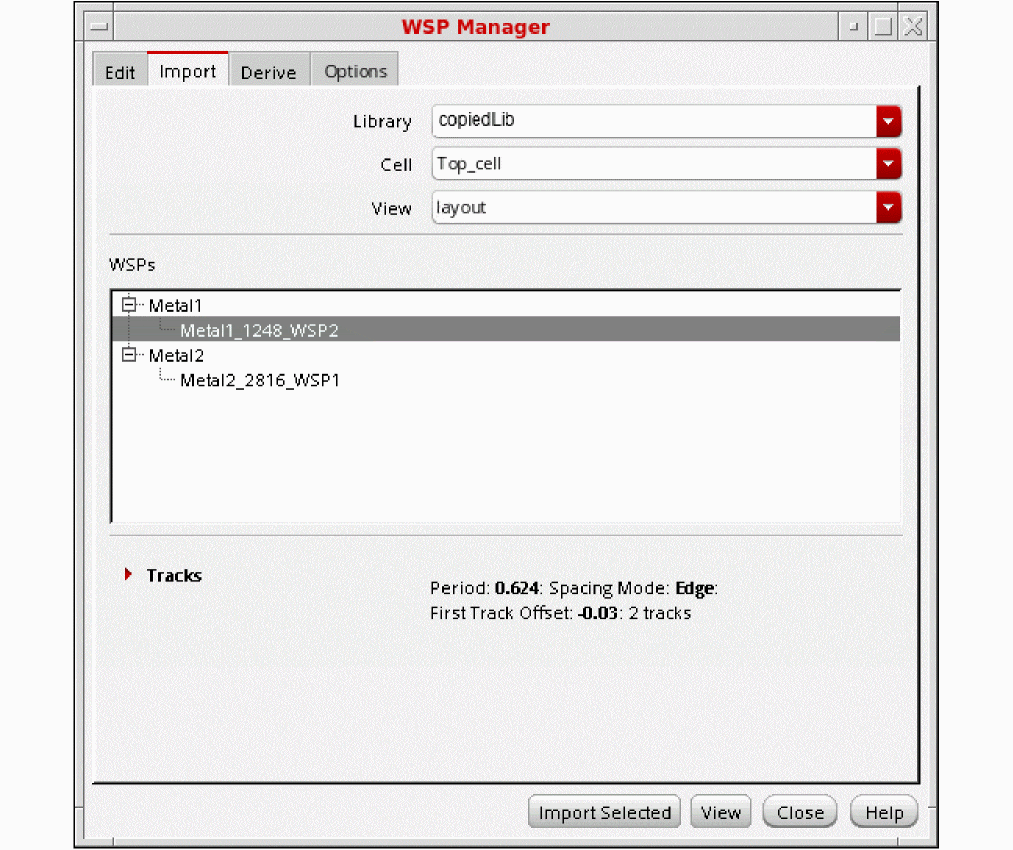 WSP Manager
Edit Import Derive Options
Library copiedLib
Cell Top_cell
View layout
WSPs
Metal1
Metal1_1248_WSP2
Metal2
Metal2_2816_WSP1
Tracks
Period: 0.624: Spacing Mode: Edge:
First Track Offset: -0.03: 2 tracks
Import Selected View Close Help